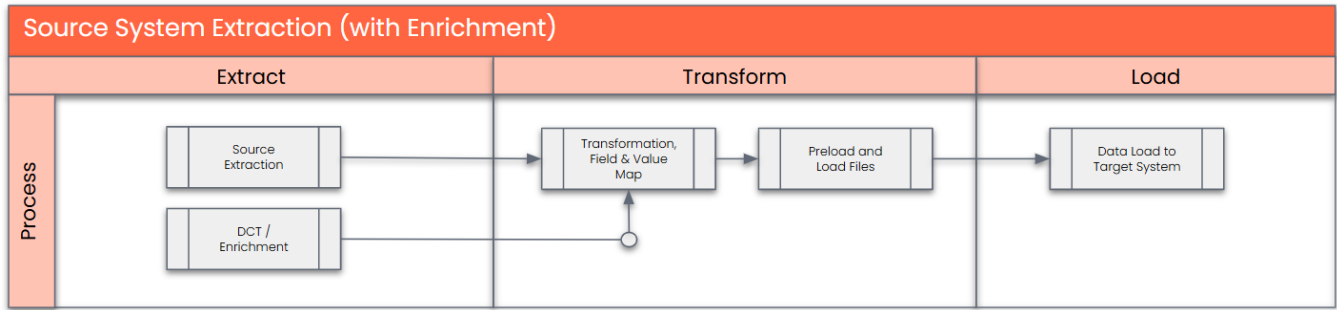 Source System Extraction (with Enrichment)
Extract
Transform
Load
Process
Source
Extraction
DCT /
Enrichment
Transformation,
Field & Value
Map
Preload and
Load Files
Data Load to
Target System